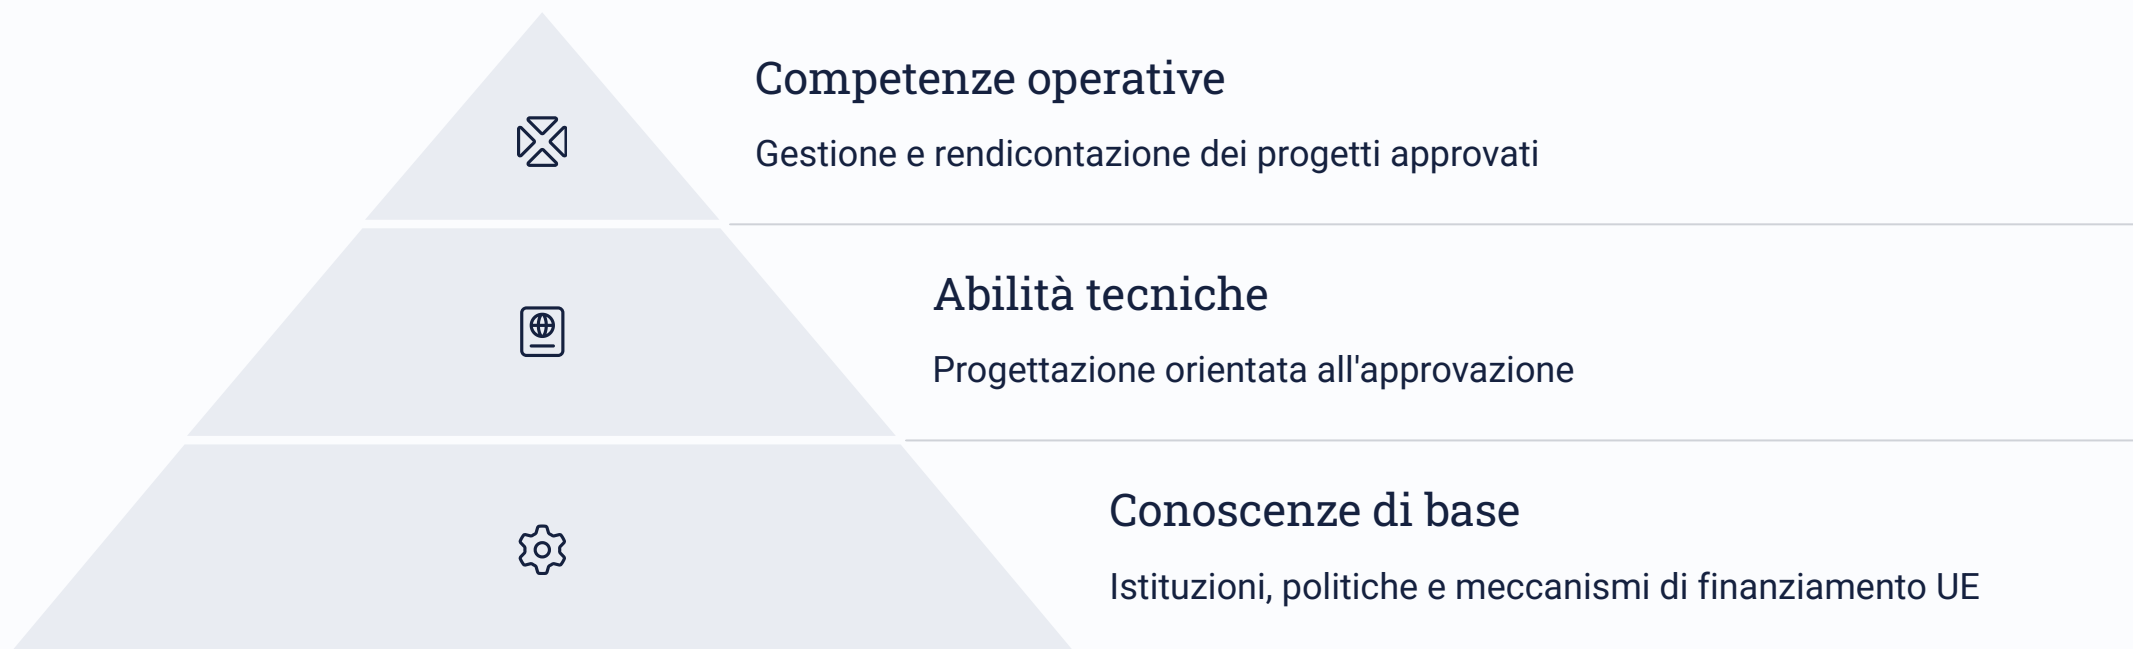 Competenze operative
Gestione e rendicontazione dei progetti approvati
Abilità tecniche
Progettazione orientata all'approvazione
Conoscenze di base
Istituzioni, politiche e meccanismi di finanziamento UE